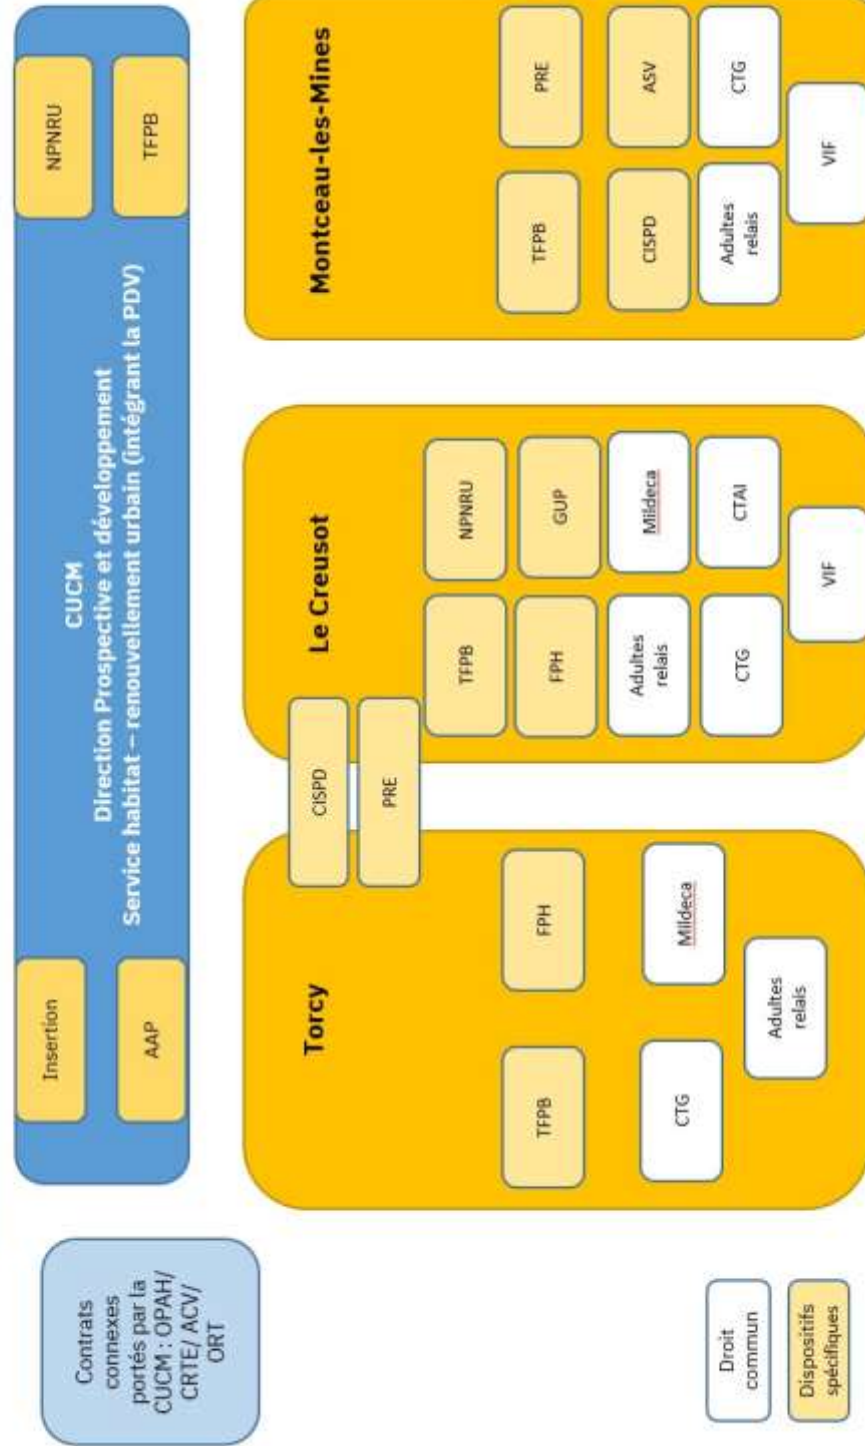 Contrats
connexes
portés par la
CUCM : OPAH/
CRTE/ ACV/
ORT
CUCM
Direction Prospective et développement
Service habitat – renouvellement urbain (intégrant la PDV)
Insertion
NPNRU
AAP
TFPB
Torcy
TFPB
FPH
CTG
Mildeca
Adultes
relais
CISPD
PRE
Le Creusot
TFPB
NPNRU
FPH
GUP
Adultes
relais
Mildeca
CTG
CTAI
VIF
Montceau-les-Mines
TFPB
PRE
CISPD
ASV
Adultes
relais
CTG
VIF
Droit
commun
Dispositifs
spécifiques